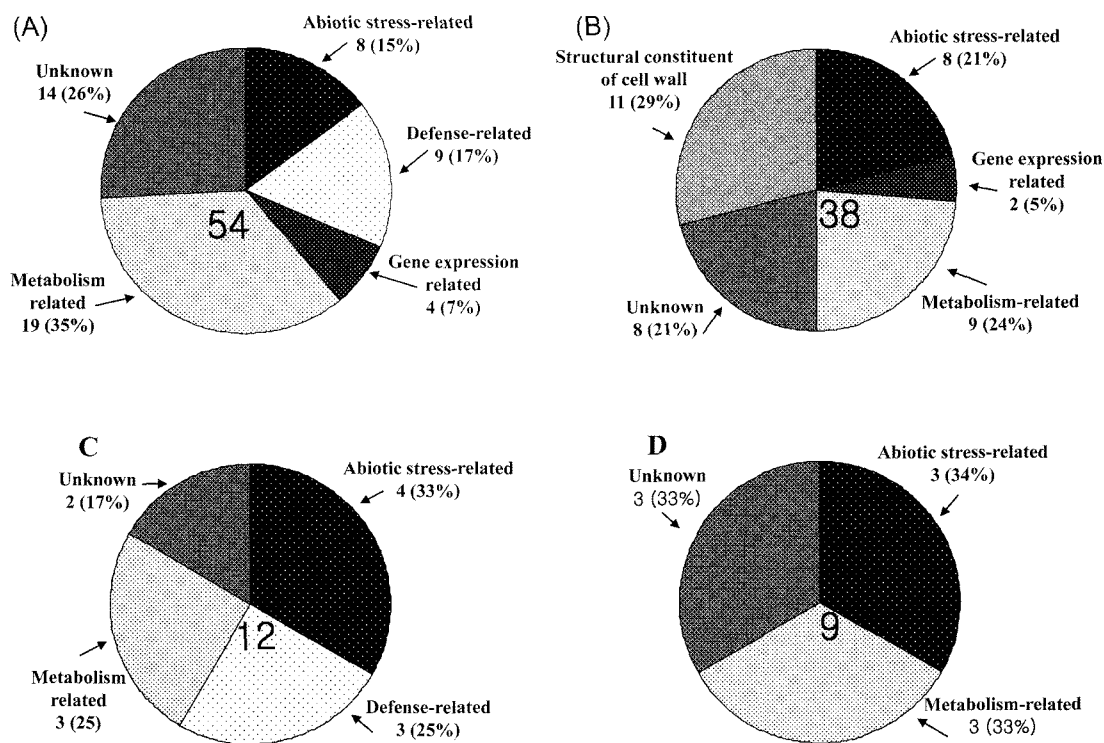 (A)
Abiotic stress-related
8 (15%)
Unknown
14 (26%)
Defense-related
9 (17%)
54
Gene expression
related
4 (7%)
Metabolism
related
19 (35%)
(B)
Abiotic stress-related
8 (21%)
Structural constituent
of cell wall
11 (29%)
Gene expression
related
2 (5%)
38
Metabolism-related
9 (24%)
Unknown
8 (21%)
C
Abiotic stress-related
4 (33%)
Unknown
2 (17%)
12
Metabolism
related
3 (25)
Defense-related
3 (25%)
D
Abiotic stress-related
3 (34%)
Unknown
3 (33%)
9
Metabolism-related
3 (33%)